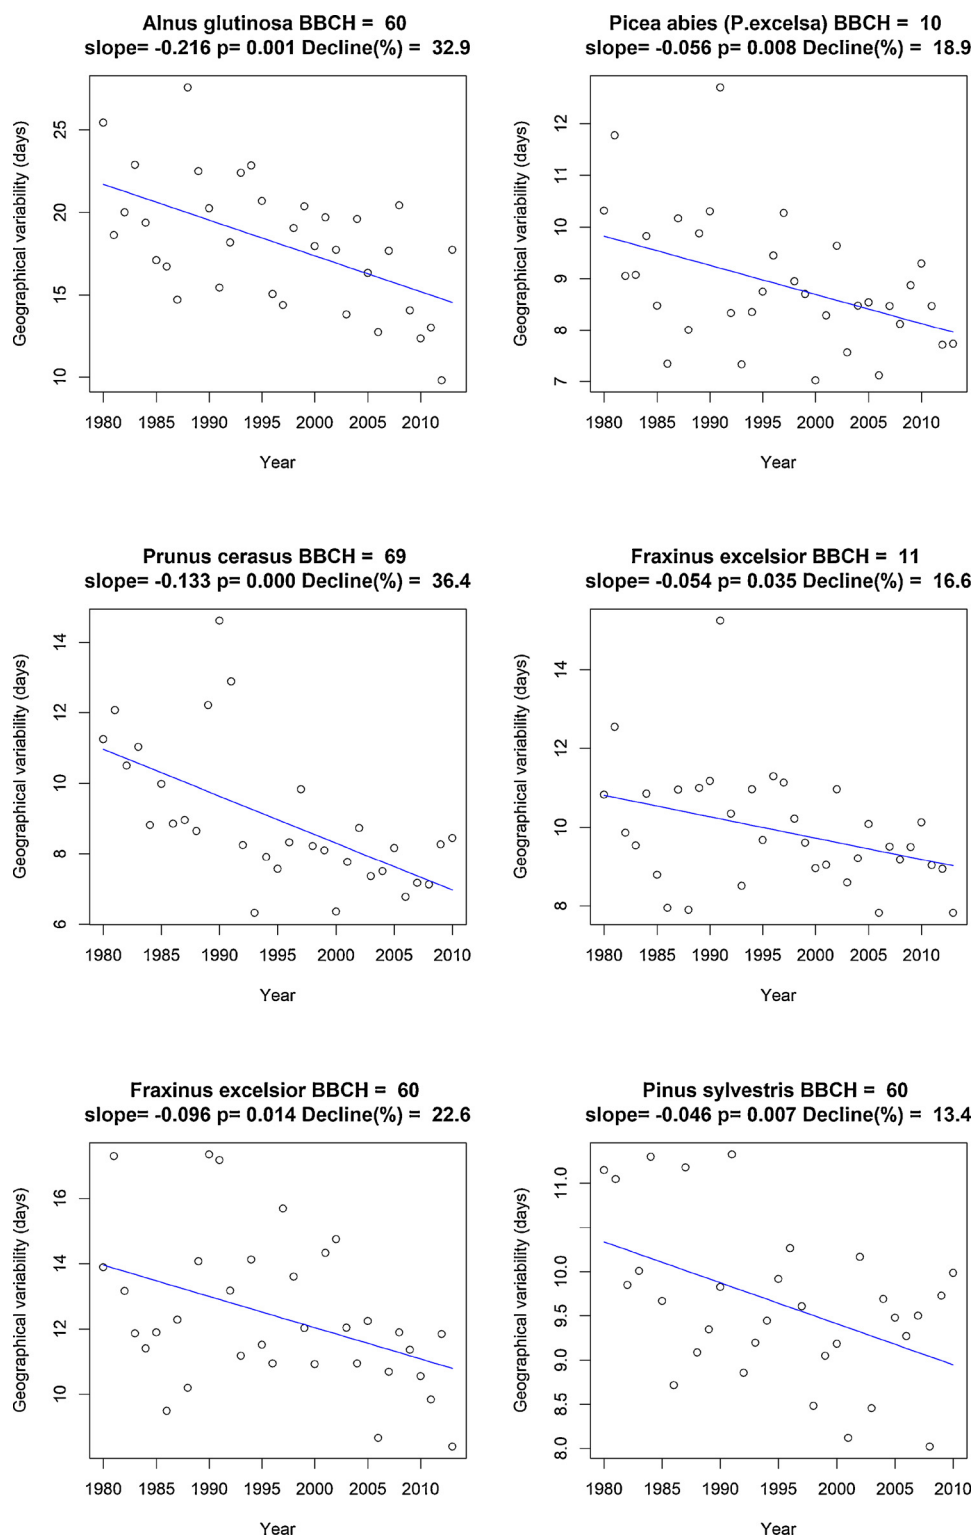 Alnus glutinosa BBCH = 60
slope= -0.216 p= 0.001 Decline(%) = 32.9
Geographical variability (days)
25
20
15
10
1980 1985 1990 1995 2000 2005 2010
Year
Picea abies (P.excelsa) BBCH = 10
slope= -0.056 p= 0.008 Decline(%) = 18.9
Geographical variability (days)
12
11
10
9
8
7
1980 1985 1990 1995 2000 2005 2010
Year
Prunus cerasus BBCH = 69
slope= -0.133 p= 0.000 Decline(%) = 36.4
Geographical variability (days)
14
12
10
8
6
1980 1985 1990 1995 2000 2005 2010
Year
Fraxinus excelsior BBCH = 11
slope= -0.054 p= 0.035 Decline(%) = 16.6
Geographical variability (days)
14
12
10
8
1980 1985 1990 1995 2000 2005 2010
Year
Fraxinus excelsior BBCH = 60
slope= -0.096 p= 0.014 Decline(%) = 22.6
Geographical variability (days)
16
14
12
10
1980 1985 1990 1995 2000 2005 2010
Year
Pinus sylvestris BBCH = 60
slope= -0.046 p= 0.007 Decline(%) = 13.4
Geographical variability (days)
11.0
10.0
9.5
9.0
8.5
8.0
1980 1985 1990 1995 2000 2005 2010
Year